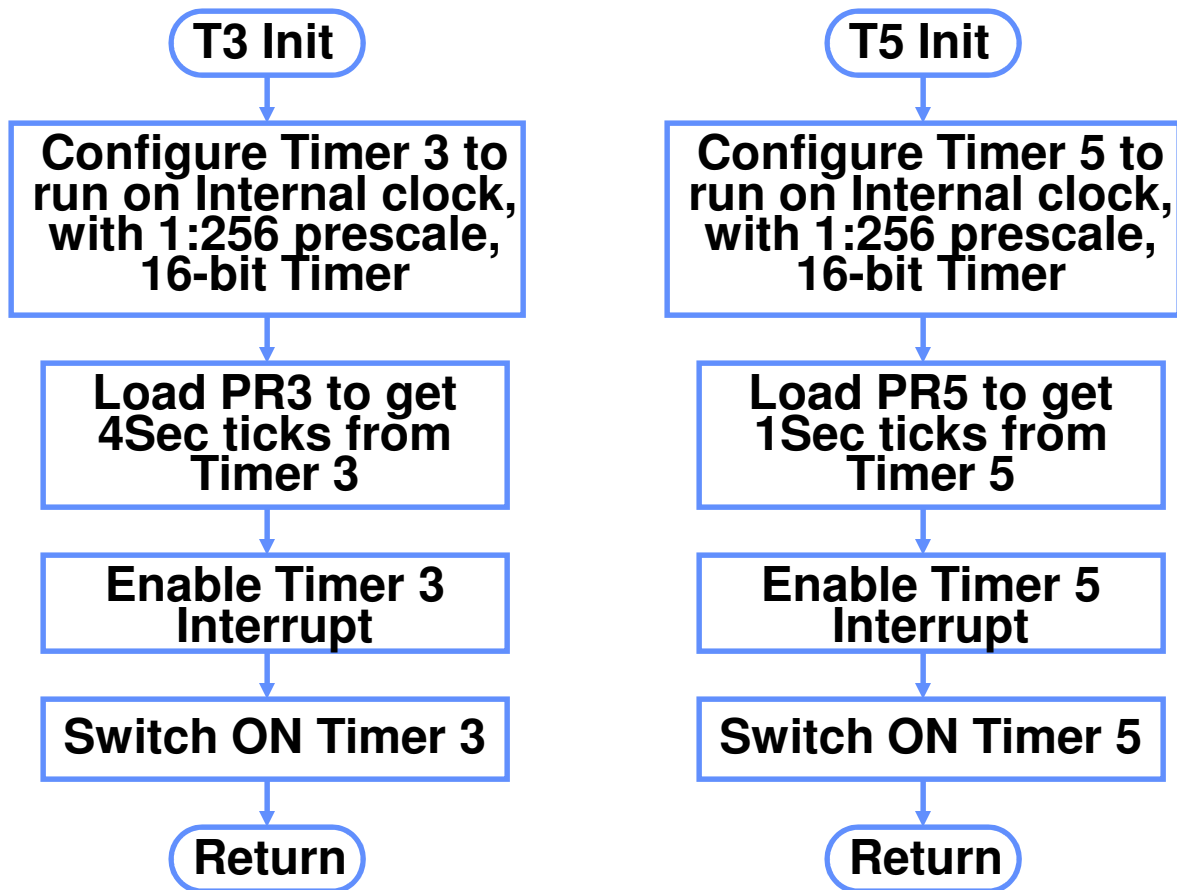 T3 Init
Configure Timer 3 to
run on Internal clock,
with 1:256 prescale,
16-bit Timer
Load PR3 to get
4Sec ticks from
Timer 3
Enable Timer 3
Interrupt
Switch ON Timer 3
Return
T5 Init
Configure Timer 5 to
run on Internal clock,
with 1:256 prescale,
16-bit Timer
Load PR5 to get
1Sec ticks from
Timer 5
Enable Timer 5
Interrupt
Switch ON Timer 5
Return